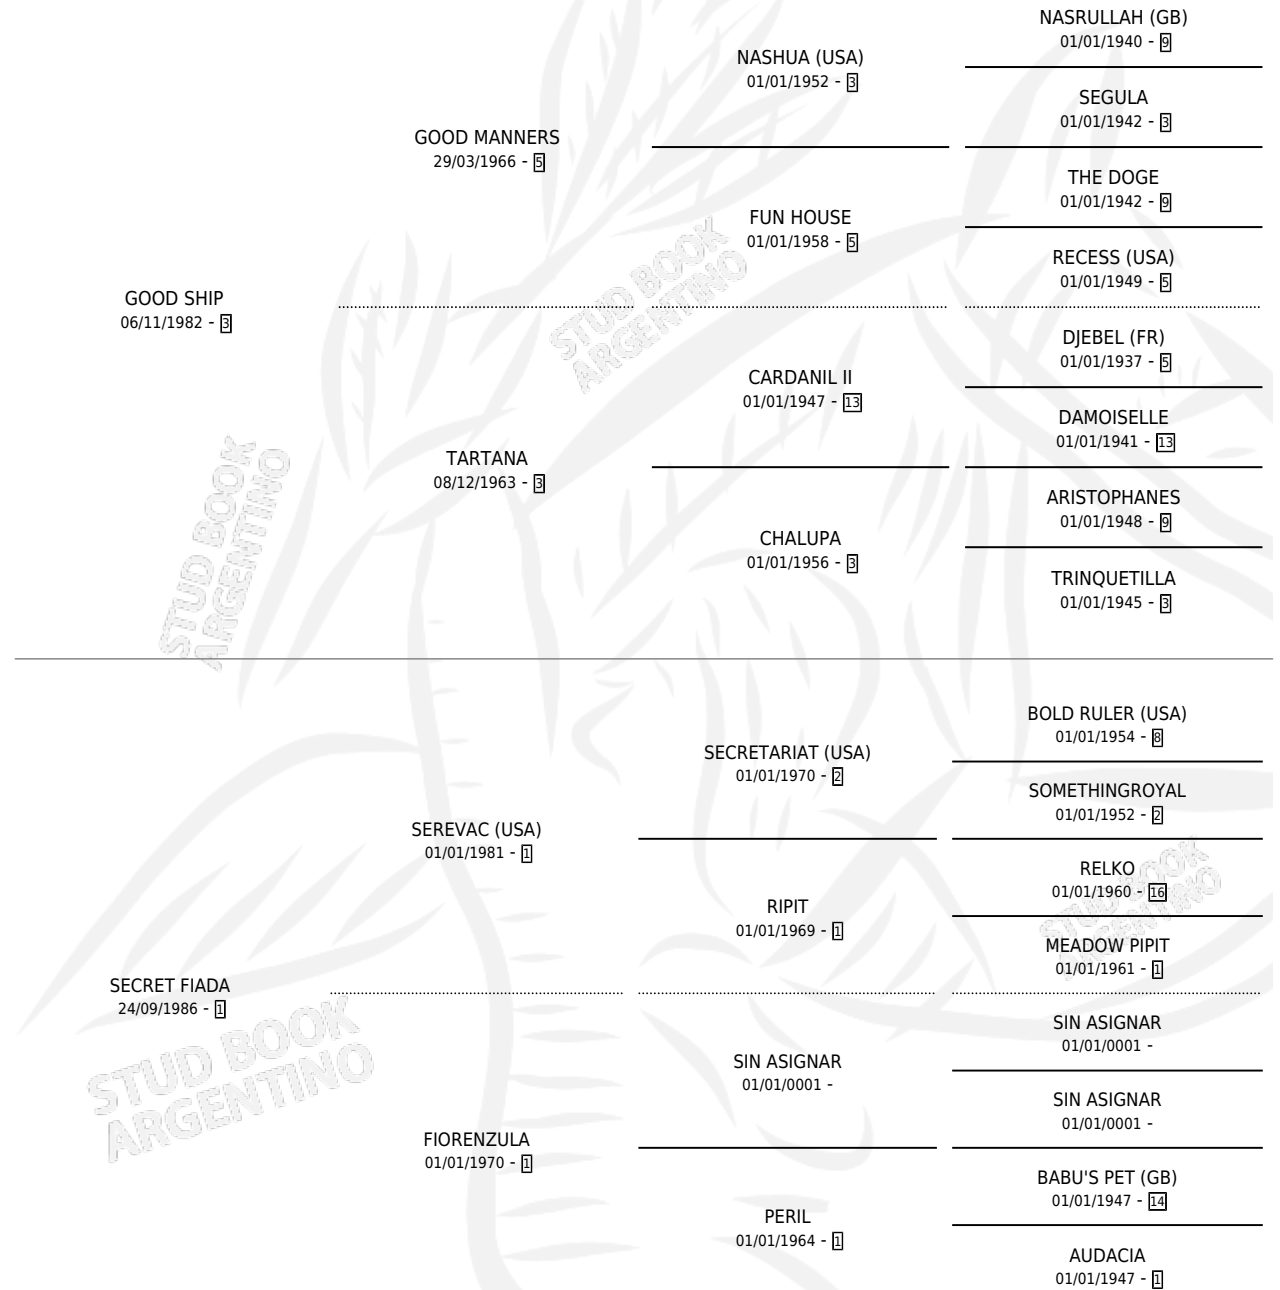 NASRULLAH (GB)
01/01/1940 - 9
NASHUA (USA)
01/01/1952 - 3
SEGULA
01/01/1942 - 3
GOOD MANNERS
29/03/1966 - 5
THE DOGE
01/01/1942 - 9
FUN HOUSE
01/01/1958 - 5
RECESS (USA)
01/01/1949 - 5
GOOD SHIP
06/11/1982 - 3
DJEBEL (FR)
01/01/1937 - 5
CARDANIL II
01/01/1947 - 13
DAMOISELLE
01/01/1941 - 13
TARTANA
08/12/1963 - 3
ARISTOPHANES
01/01/1948 - 9
CHALUPA
01/01/1956 - 3
TRINQUETILLA
01/01/1945 - 3
BOLD RULER (USA)
01/01/1954 - 8
SECRETARIAT (USA)
01/01/1970 - 2
SOMETHINGROYAL
01/01/1952 - 2
SEREVAC (USA)
01/01/1981 - 1
RELKO
01/01/1960 - 16
RIPIT
01/01/1969 - 1
MEADOW PIPIT
01/01/1961 - 1
SECRET FIADA
24/09/1986 - 1
SIN ASIGNAR
01/01/0001 -
SIN ASIGNAR
01/01/0001 -
SIN ASIGNAR
01/01/0001 -
FIORENZULA
01/01/1970 - 1
BABU'S PET (GB)
01/01/1947 - 14
PERIL
01/01/1964 - 1
AUDACIA
01/01/1947 - 1
STUD BOOK
ARGENTINO
STUD BOOK
ARGENTINO
STUD BOOK
ARGENTINO
STUD BOOK
ARGENTINO